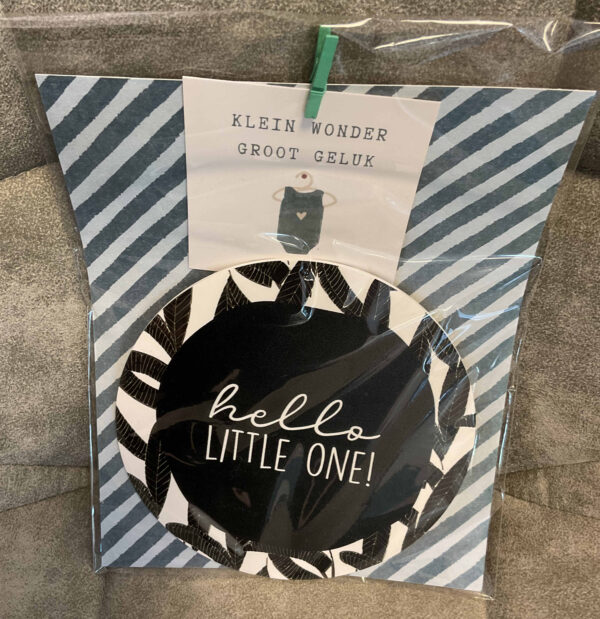 KLEIN WONDER
GROOT GELUK
hello
LITTLE ONE!